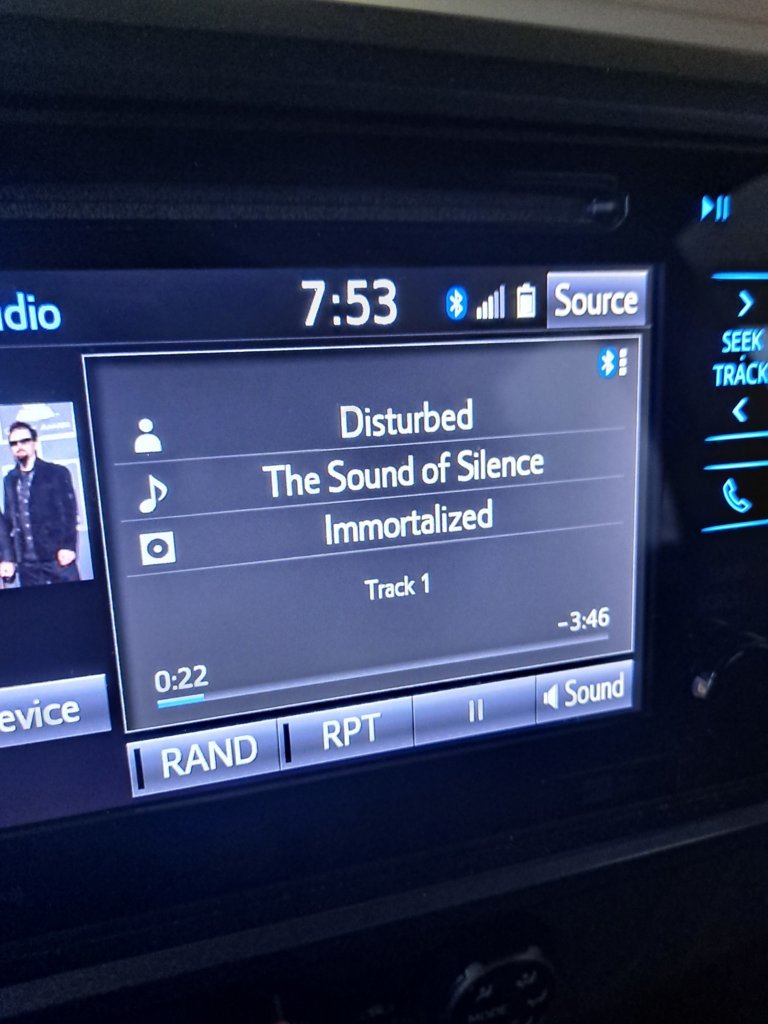 dio
7:53
Source
SEEK
TRACK
Disturbed
The Sound of Silence
Immortalized
Track 1
-3:46
0:22
evice
RAND
RPT
Sound
MODE